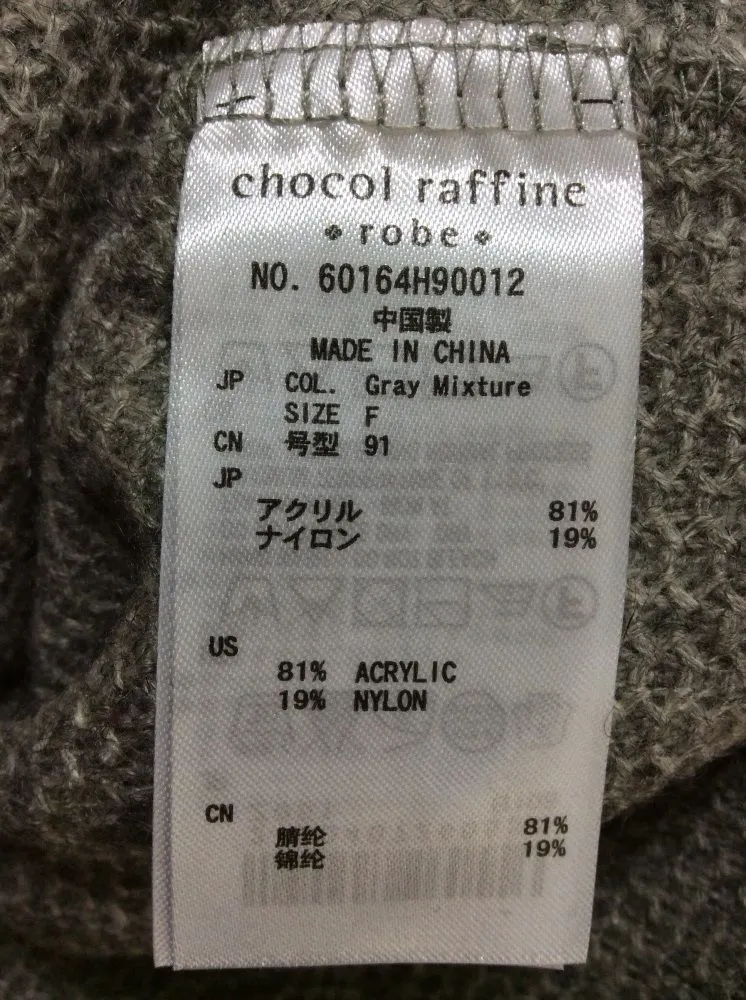 chocol raffine
robe
NO. 60164H90012
中国製
MADE IN CHINA
JP COL. Gray Mixture
SIZE F
CN 号型 91
JP
アクリル 81%
ナイロン 19%
US
81% ACRYLIC
19% NYLON
CN
腈纶 81%
锦纶 19%